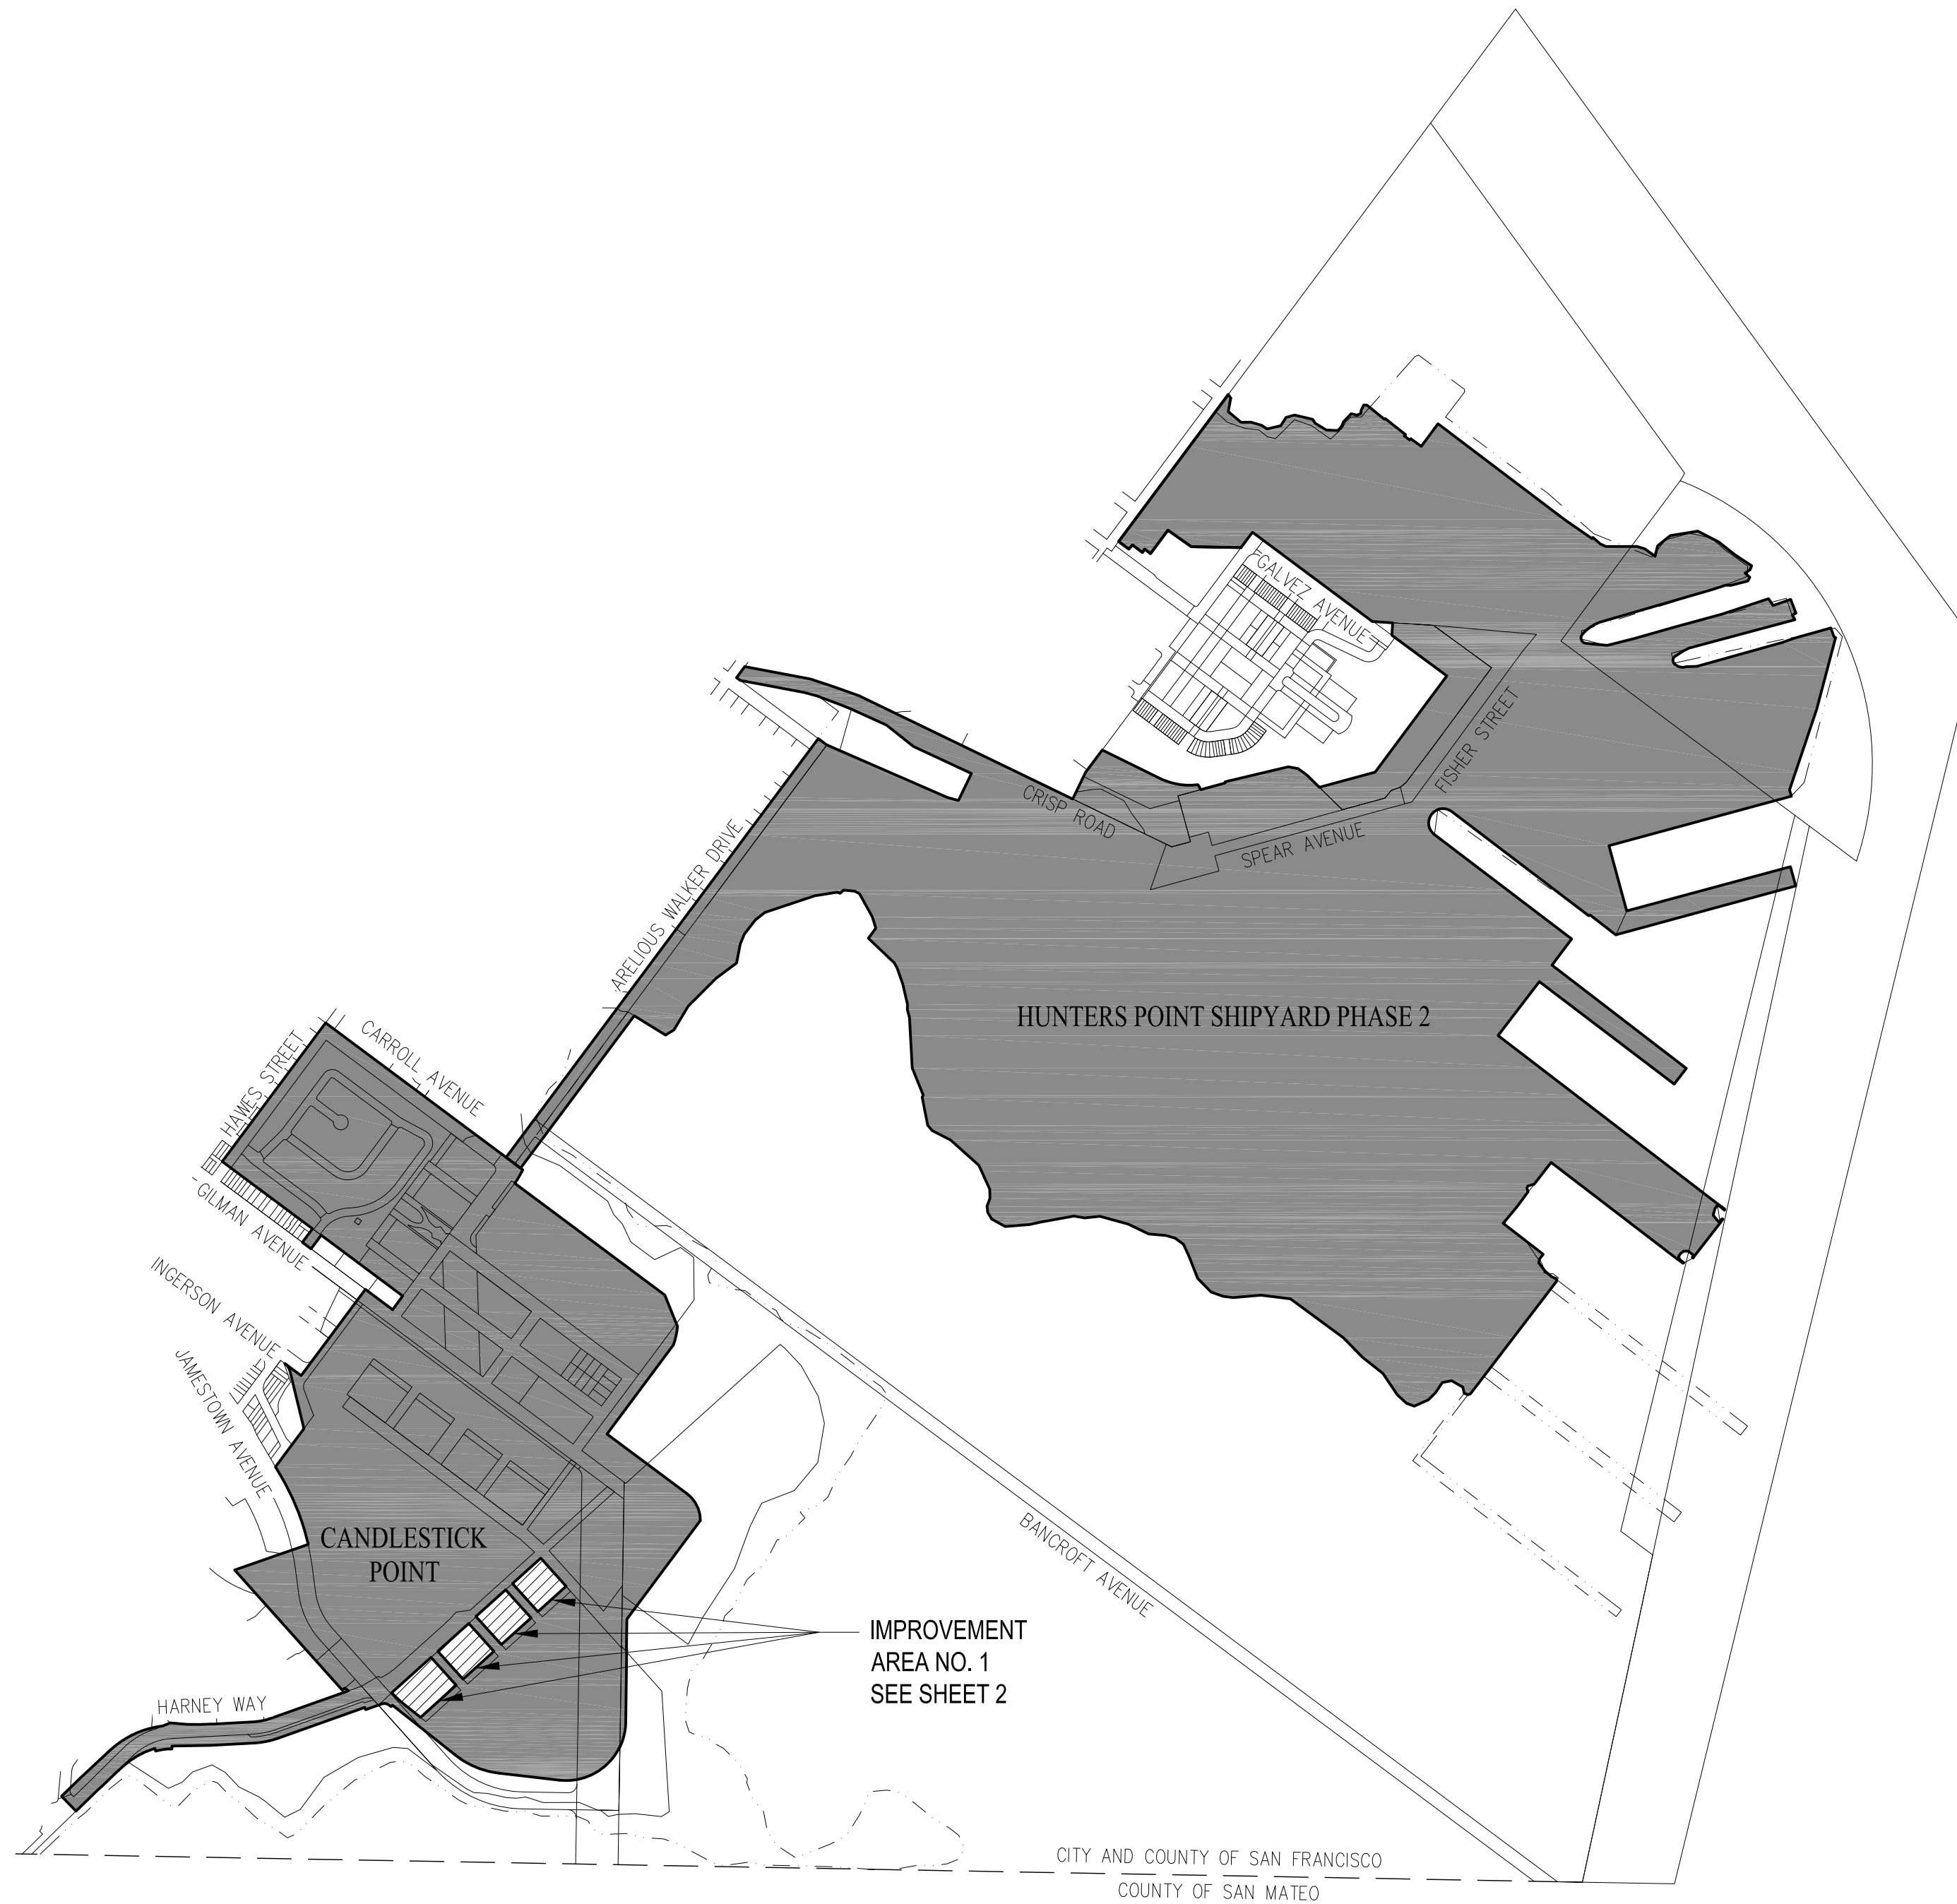 GALVEZ AVENUE
FISHER STREET
CRISP ROAD
SPEAR AVENUE
ARELIOUS WALKER DRIVE
HUNTERS POINT SHIPYARD PHASE 2
HAWES STREET
CARROLL AVENUE
GILMAN AVENUE
INGERSON AVENUE
JAMESTOWN AVENUE
CANDLESTICK
POINT
BANCROFT AVENUE
IMPROVEMENT
AREA NO. 1
SEE SHEET 2
HARNEY WAY
CITY AND COUNTY OF SAN FRANCISCO
COUNTY OF SAN MATEO